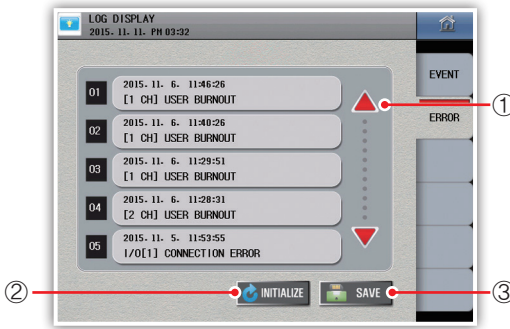 LOG DISPLAY
2015. 11. 11. PM 03:32
EVENT
ERROR
01
2015. 11. 6. 11:46:26
[1 CH] USER BURNOUT
02
2015. 11. 6. 11:40:26
[1 CH] USER BURNOUT
03
2015. 11. 6. 11:29:51
[1 CH] USER BURNOUT
04
2015. 11. 6. 11:28:31
[2 CH] USER BURNOUT
05
2015. 11. 5. 11:53:55
I/O[1] CONNECTION ERROR
①
②
INITIALIZE
SAVE
③